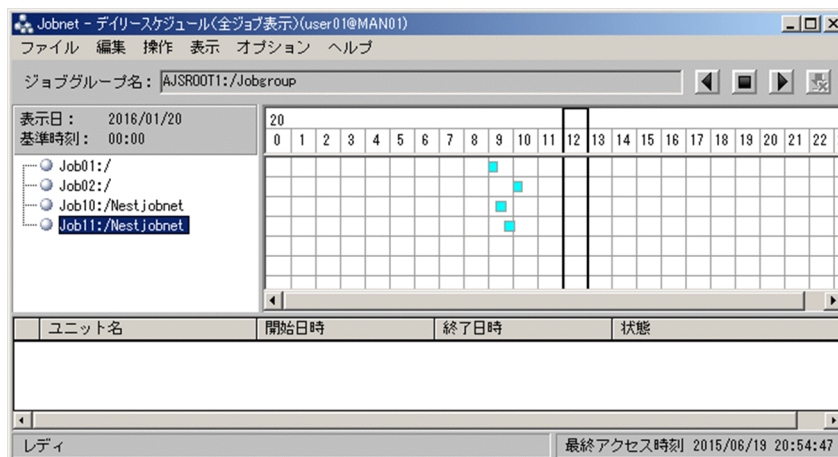 Jobnet - デイリースケジュール(全ジョブ表示)(user01@MAN01)
ファイル 編集 操作 表示 オプション ヘルプ
ジョブグループ名： AJSROOT1:/Jobgroup
表示日： 2016/01/20
基準時刻： 00:00
20
0 1 2 3 4 5 6 7 8 9 10 11 12 13 14 15 16 17 18 19 20 21 22
Job01:/
Job02:/
Job10:/Nestjobnet
Job11:/Nestjobnet
ユニット名 開始日時 終了日時 状態
レディ 最終アクセス時刻 2015/06/19 20:54:47